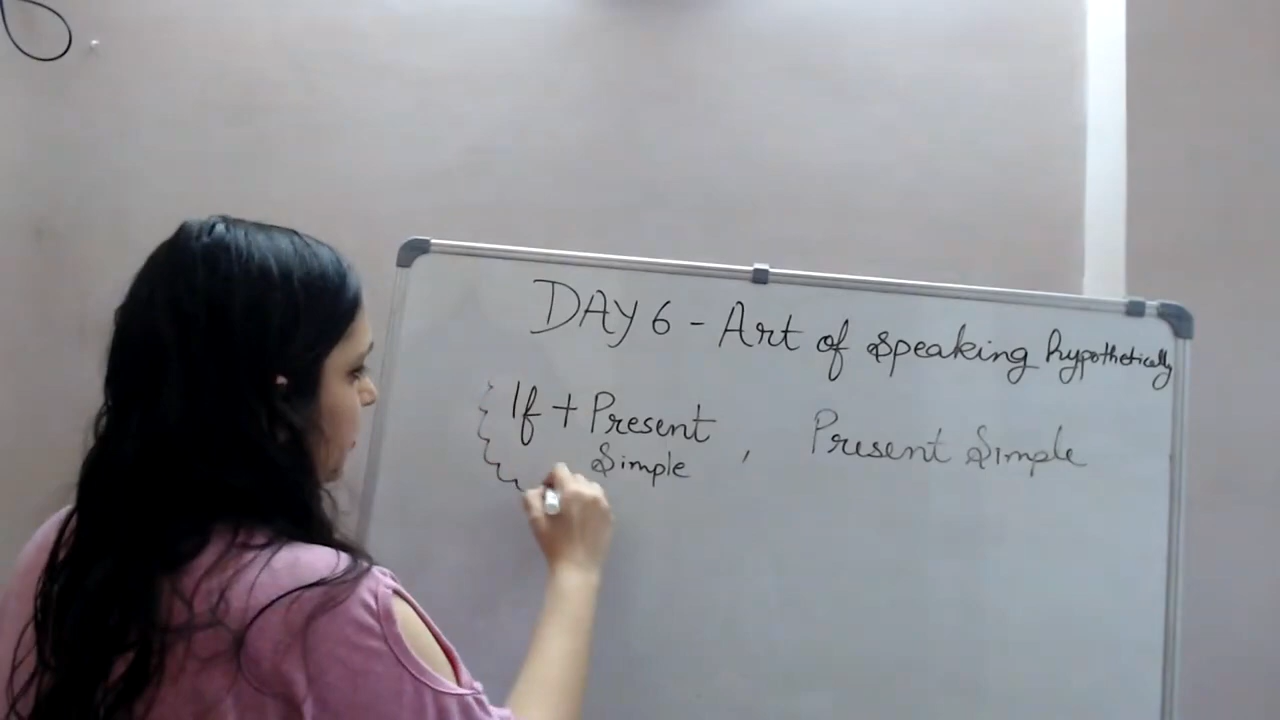 DAY 6 - Art of speaking hypothetically
If + Present , Present Simple
Simple